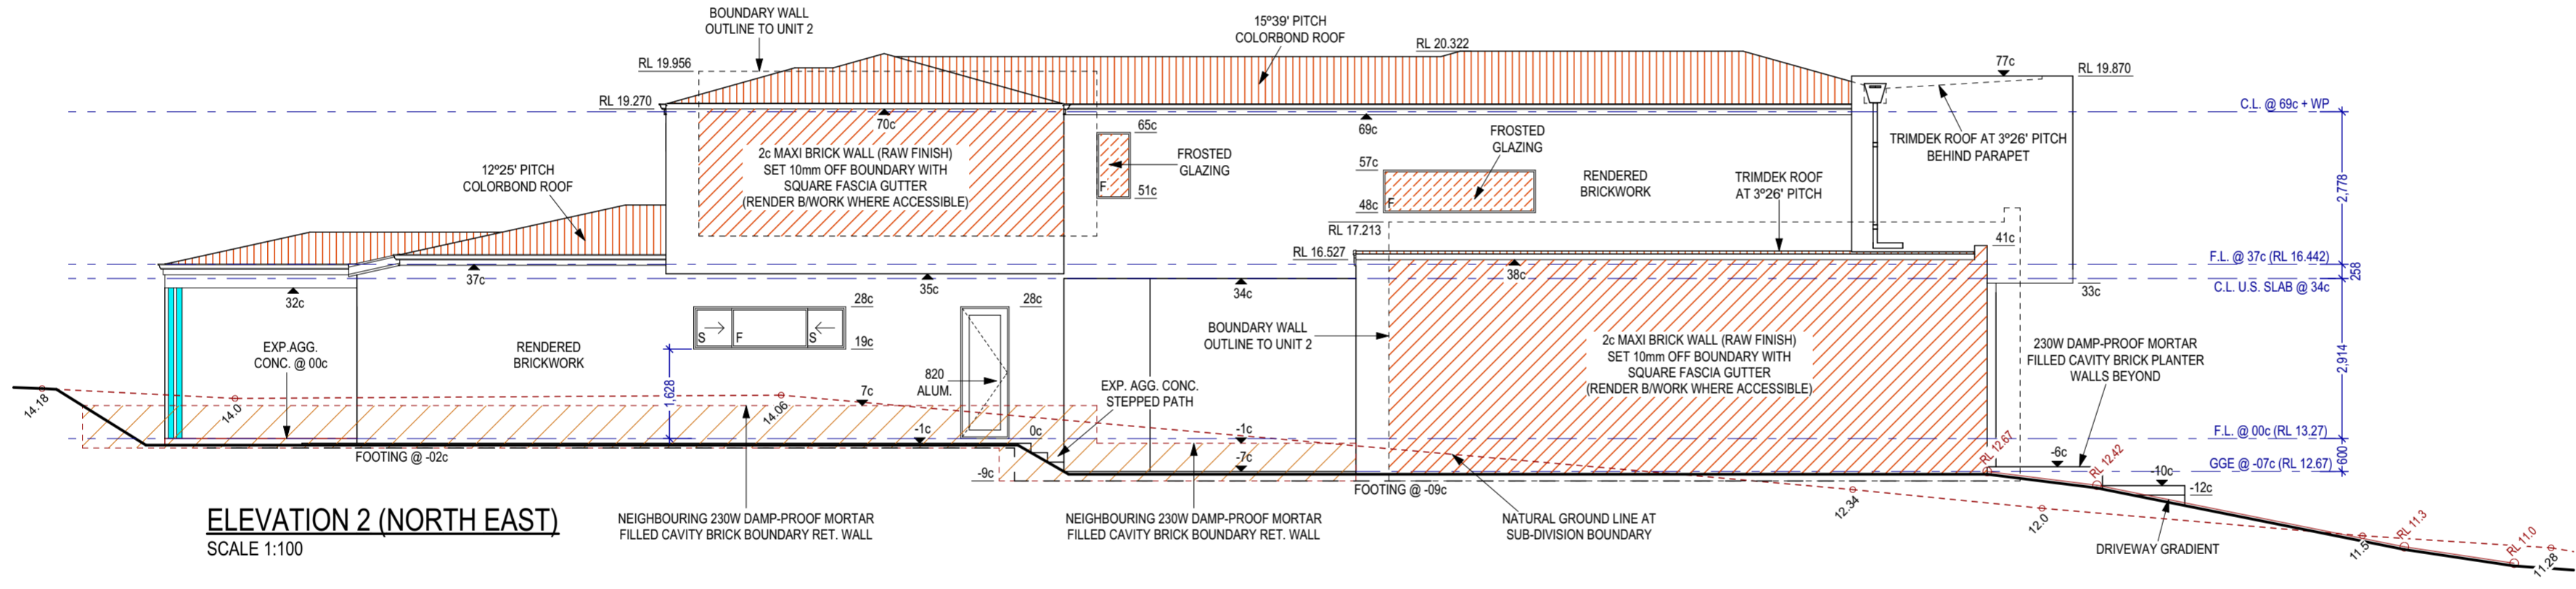 BOUNDARY WALL
OUTLINE TO UNIT 2
15º39' PITCH
COLORBOND ROOF
RL 20.322
RL 19.956
77c
RL 19.870
RL 19.270
C.L. @ 69c + WP
70c
65c
69c
FROSTED
GLAZING
TRIMDEK ROOF AT 3º26' PITCH
BEHIND PARAPET
2c MAXI BRICK WALL (RAW FINISH)
SET 10mm OFF BOUNDARY WITH
SQUARE FASCIA GUTTER
(RENDER B/WORK WHERE ACCESSIBLE)
FROSTED
GLAZING
57c
12º25' PITCH
COLORBOND ROOF
F
51c
48c
F
RENDERED
BRICKWORK
TRIMDEK ROOF
AT 3º26' PITCH
2,778
RL 17.213
41c
RL 16.527
F.L. @ 37c (RL 16.442)
258
37c
38c
35c
34c
C.L. U.S. SLAB @ 34c
33c
32c
28c
28c
S
F
S
19c
BOUNDARY WALL
OUTLINE TO UNIT 2
EXP.AGG.
CONC. @ 00c
RENDERED
BRICKWORK
2c MAXI BRICK WALL (RAW FINISH)
SET 10mm OFF BOUNDARY WITH
SQUARE FASCIA GUTTER
(RENDER B/WORK WHERE ACCESSIBLE)
230W DAMP-PROOF MORTAR
FILLED CAVITY BRICK PLANTER
WALLS BEYOND
2,914
820
ALUM.
EXP. AGG. CONC.
STEPPED PATH
1,628
7c
14.18
14.0
14.06
-1c
0c
-1c
F.L. @ 00c (RL 13.27)
RL 12.67
FOOTING @ -02c
-7c
-6c
GGE @ -07c (RL 12.67)
600
-9c
RL 12.42
-10c
-12c
FOOTING @ -09c
12.34
12.0
ELEVATION 2 (NORTH EAST)
SCALE 1:100
NEIGHBOURING 230W DAMP-PROOF MORTAR
FILLED CAVITY BRICK BOUNDARY RET. WALL
NEIGHBOURING 230W DAMP-PROOF MORTAR
FILLED CAVITY BRICK BOUNDARY RET. WALL
NATURAL GROUND LINE AT
SUB-DIVISION BOUNDARY
DRIVEWAY GRADIENT
11.5
RL 11.3
RL 11.0
11.28